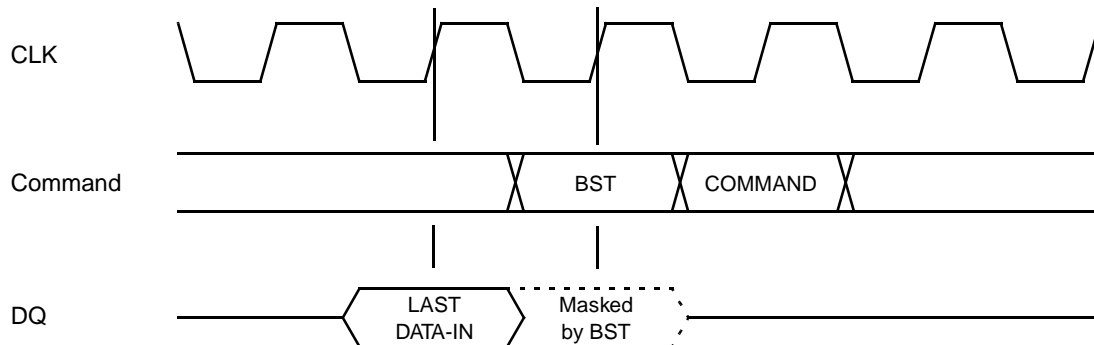 CLK
Command
BST
COMMAND
DQ
LAST
DATA-IN
Masked
by BST